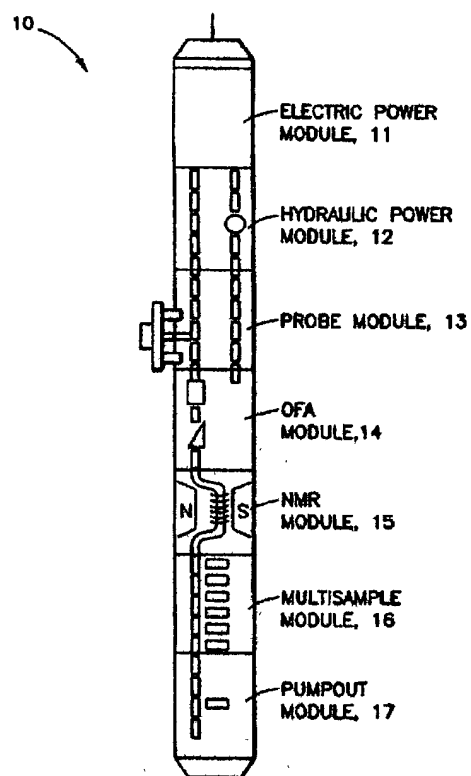 10
ELECTRIC POWER
MODULE, 11
HYDRAULIC POWER
MODULE, 12
PROBE MODULE, 13
OFA
MODULE,14
N
S
NMR
MODULE, 15
MULTISAMPLE
MODULE, 16
PUMPOUT
MODULE, 17